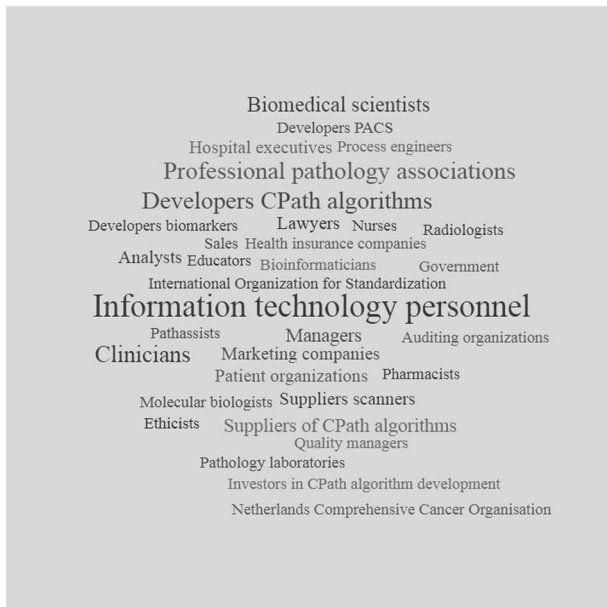 Biomedical scientists
Developers PACS
Hospital executives Process engineers
Professional pathology associations
Developers CPath algorithms
Developers biomarkers Lawyers Nurses Radiologists
Sales Health insurance companies
Analysts Educators Bioinformaticians Government
International Organization for Standardization
Information technology personnel
Pathassists Managers Auditing organizations
Clinicians Marketing companies
Patient organizations Pharmacists
Molecular biologists Suppliers scanners
Ethicists Suppliers of CPath algorithms
Quality managers
Pathology laboratories
Investors in CPath algorithm development
Netherlands Comprehensive Cancer Organisation